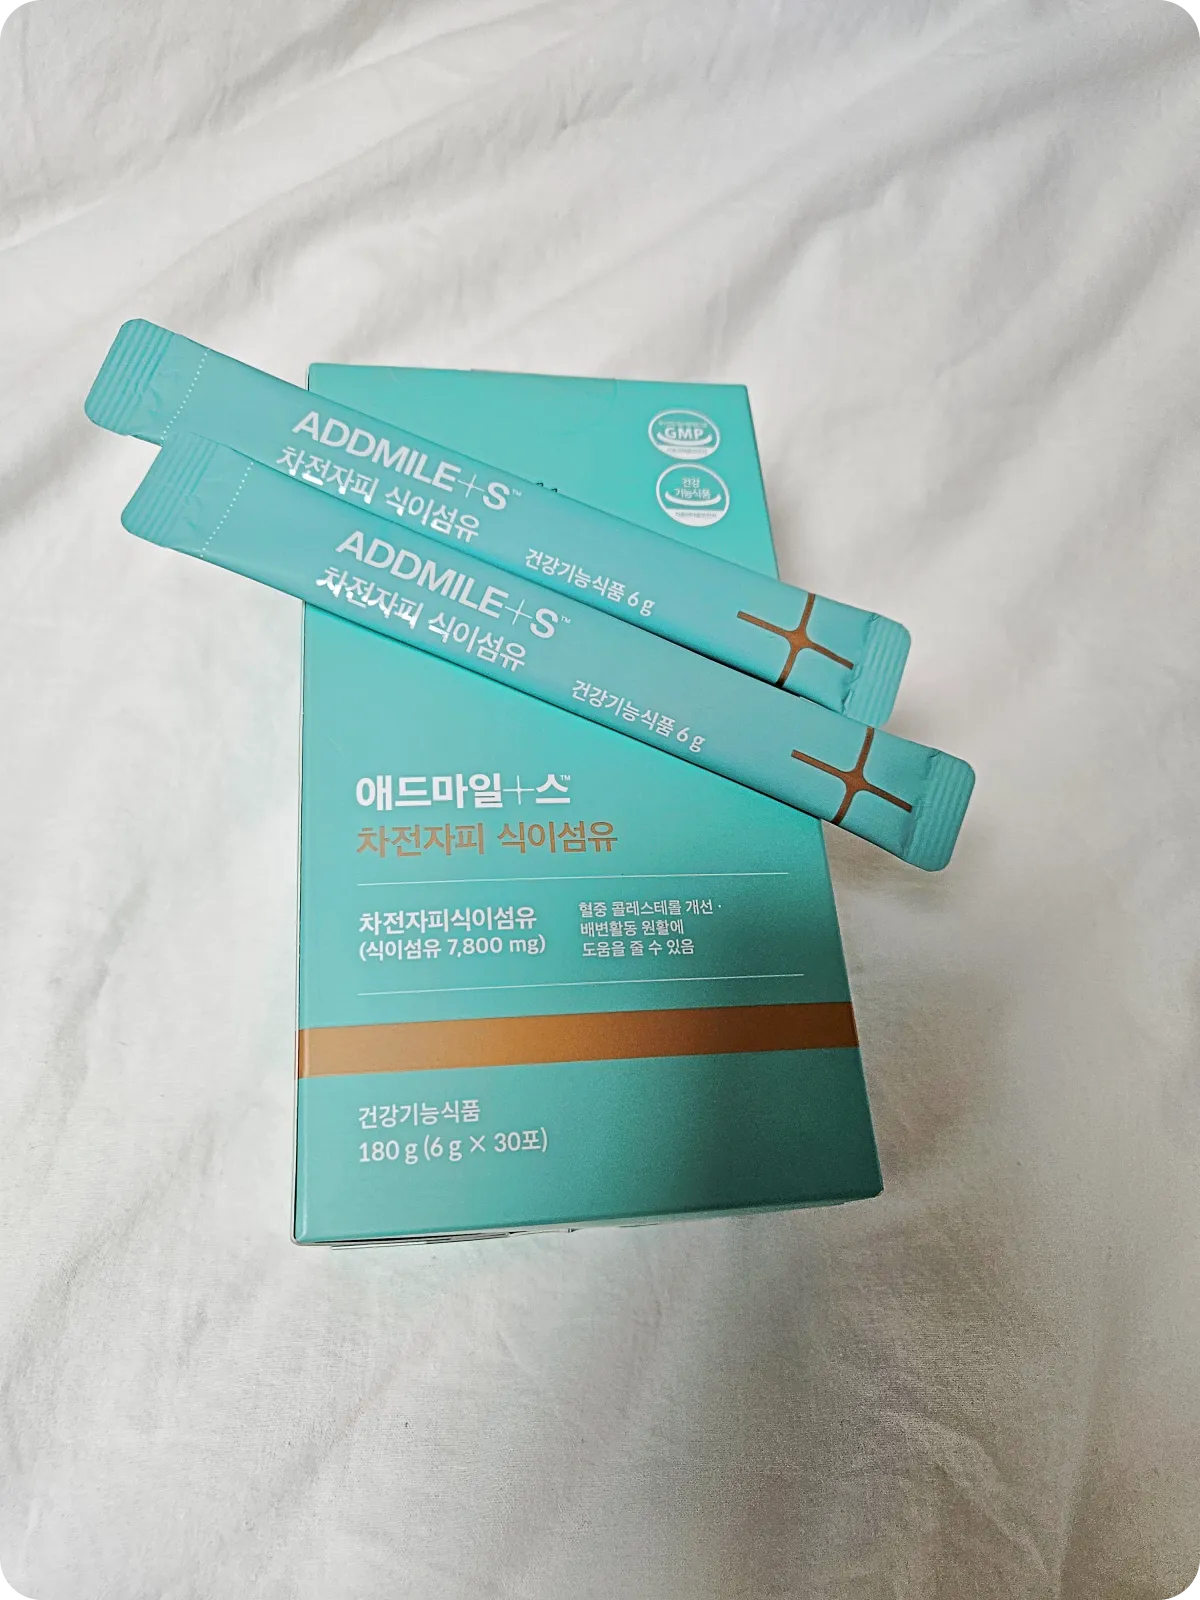 ADDMILE+S™
차전자피 식이섬유
건강기능식품 6 g
ADDMILE+S™
차전자피 식이섬유
건강기능식품 6 g
GMP
건강
기능식품
애드마일+스™
차전자피 식이섬유
차전자피식이섬유
(식이섬유 7,800 mg)
혈중 콜레스테롤 개선 ·
배변활동 원활에
도움을 줄 수 있음
건강기능식품
180 g (6 g × 30포)